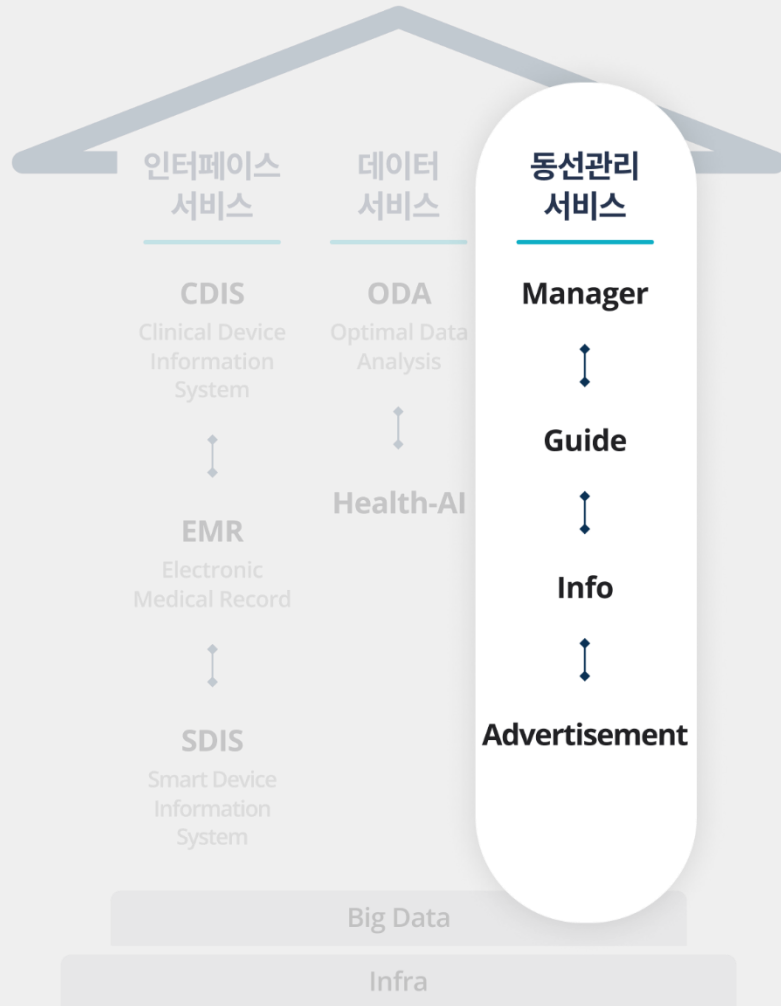 인터페이스
서비스
CDIS
Clinical Device
Information
System
EMR
Electronic
Medical Record
SDIS
Smart Device
Information
System
데이터
서비스
ODA
Optimal Data
Analysis
Health-AI
동선관리
서비스
Manager
Guide
Info
Advertisement
Big Data
Infra